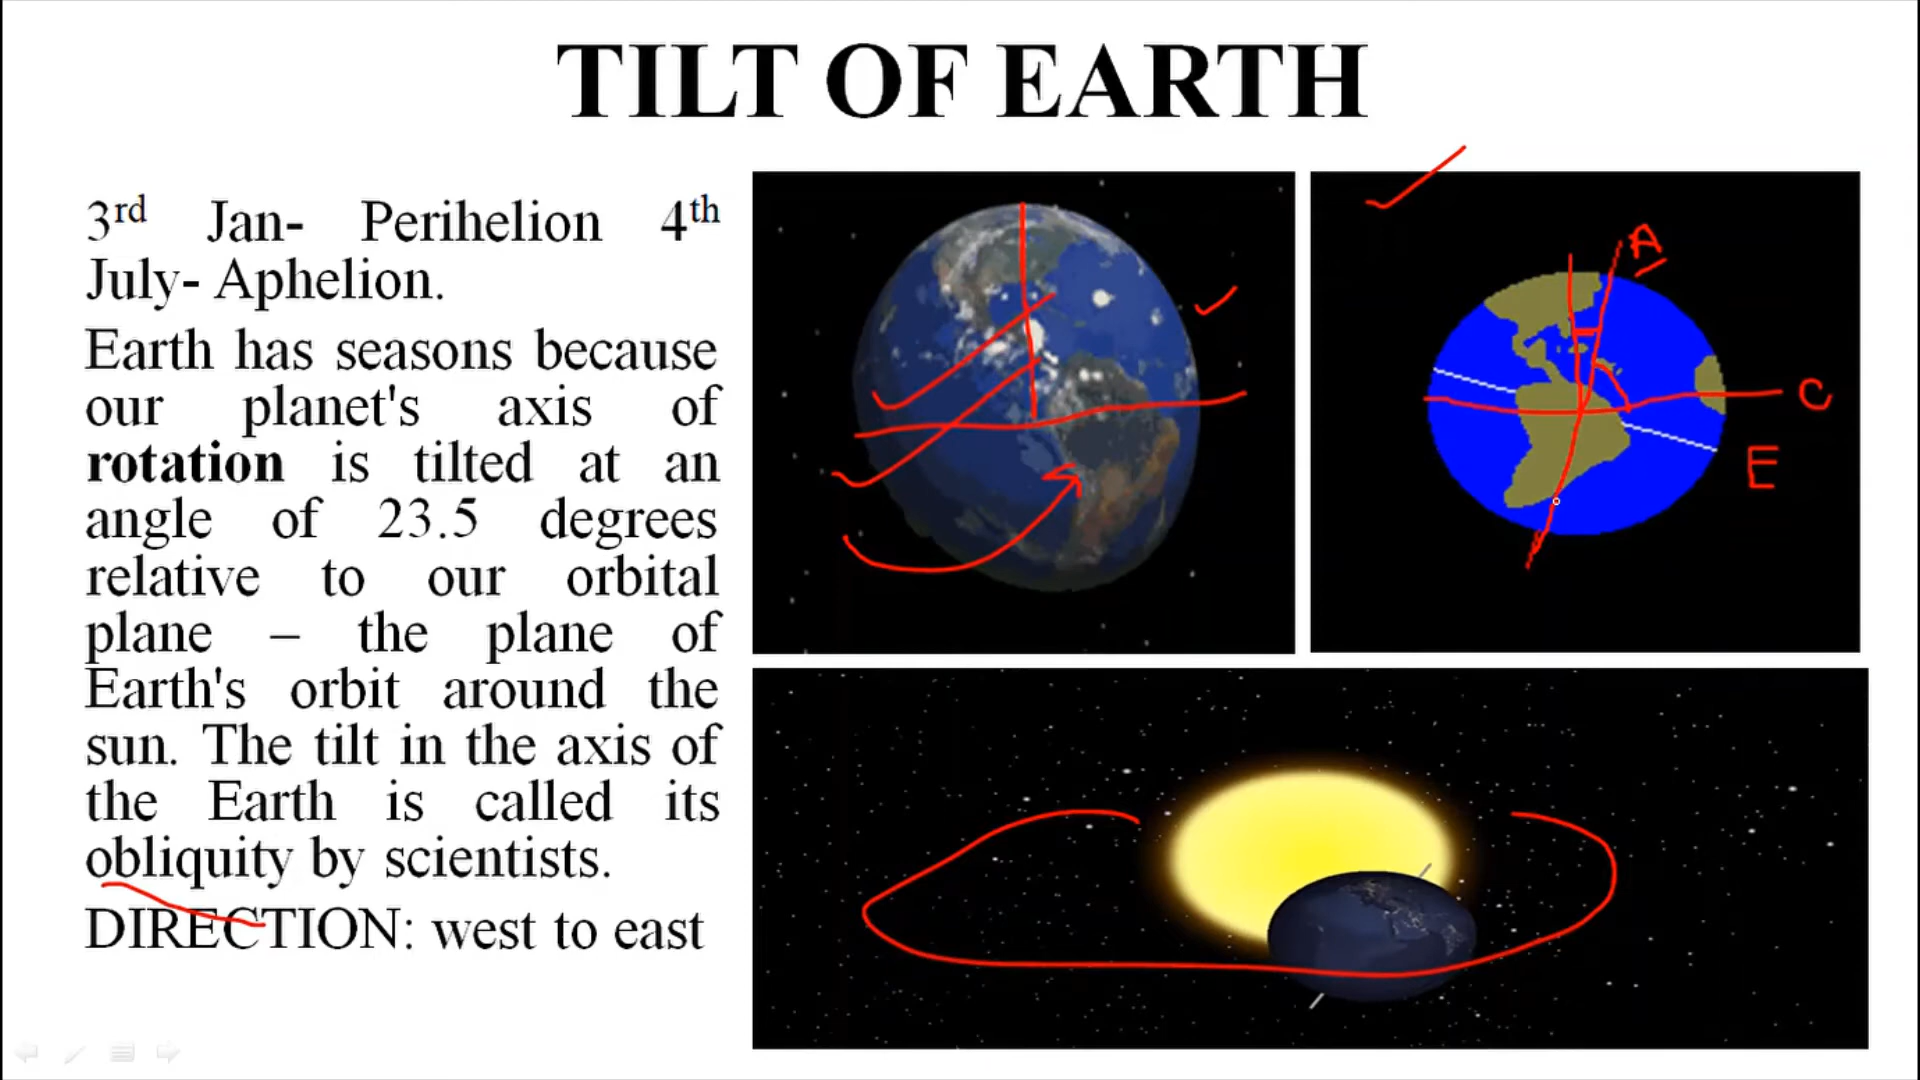 TILT OF EARTH
3rd Jan- Perihelion 4th
July- Aphelion.
Earth has seasons because
our planet's axis of
rotation is tilted at an
angle of 23.5 degrees
relative to our orbital
plane – the plane of
Earth's orbit around the
sun. The tilt in the axis of
the Earth is called its
obliquity by scientists.
DIRECTION: west to east
A
C
E